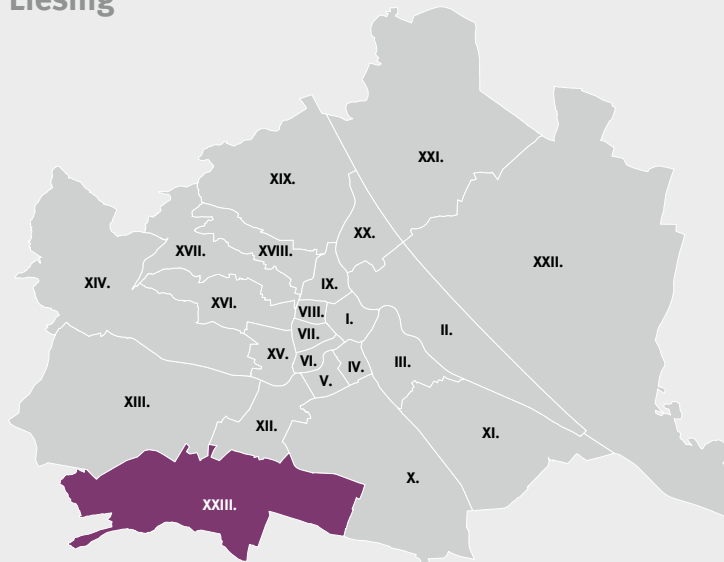 Liesing
XXI.
XIX.
XX.
XVII.
XVIII.
XXII.
XIV.
IX.
XVI.
VIII.
I.
II.
VII.
XV.
VI.
IV.
III.
V.
XIII.
XII.
XI.
X.
XXIII.